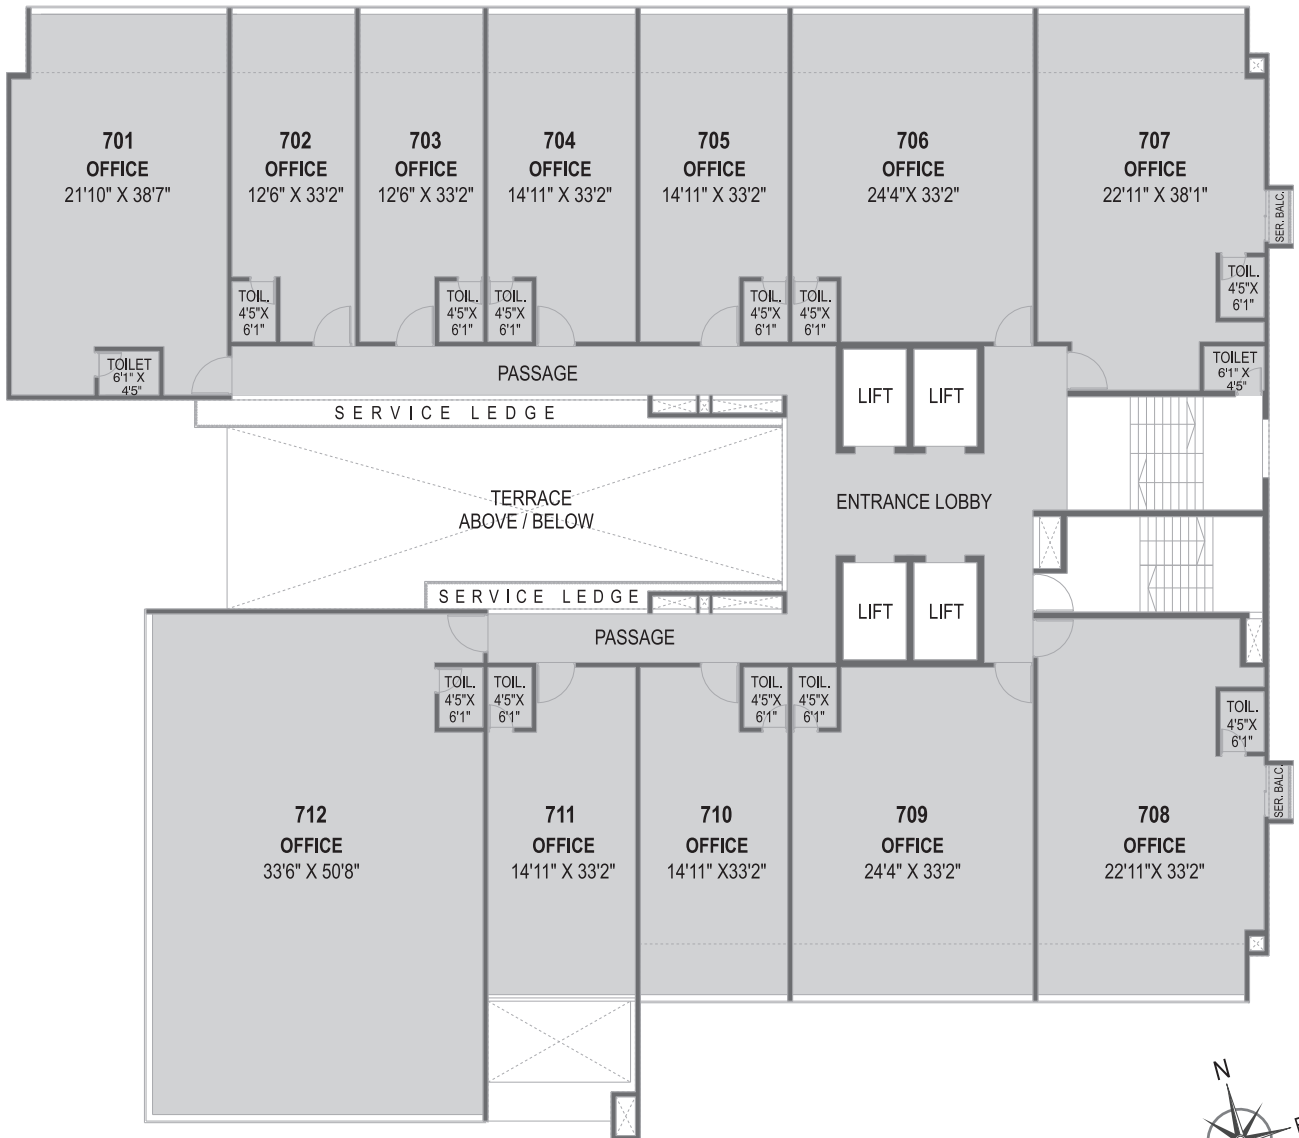 701
OFFICE
21'10" X 38'7"
702
OFFICE
12'6" X 33'2"
703
OFFICE
12'6" X 33'2"
704
OFFICE
14'11" X 33'2"
705
OFFICE
14'11" X 33'2"
706
OFFICE
24'4"X 33'2"
707
OFFICE
22'11" X 38'1"
SER. BALC.
TOIL.
4'5"X
6'1"
TOIL.
4'5"X
6'1"
TOIL.
4'5"X
6'1"
TOIL.
4'5"X
6'1"
TOIL.
4'5"X
6'1"
TOIL.
4'5"X
6'1"
TOILET
6'1" X
4'5"
PASSAGE
LIFT
LIFT
TOILET
6'1" X
4'5"
SERVICE LEDGE
TERRACE
ABOVE / BELOW
ENTRANCE LOBBY
SERVICE LEDGE
PASSAGE
LIFT
LIFT
TOIL.
4'5"X
6'1"
TOIL.
4'5"X
6'1"
TOIL.
4'5"X
6'1"
TOIL.
4'5"X
6'1"
TOIL.
4'5"X
6'1"
SER. BALC.
712
OFFICE
33'6" X 50'8"
711
OFFICE
14'11" X 33'2"
710
OFFICE
14'11" X33'2"
709
OFFICE
24'4" X 33'2"
708
OFFICE
22'11"X 33'2"
N